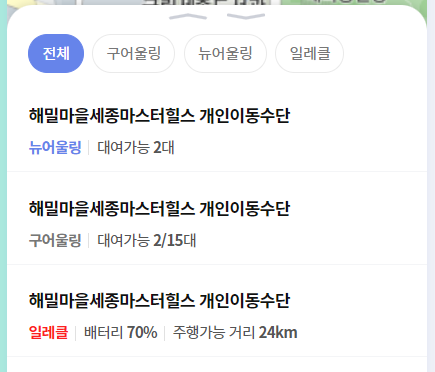 전체 구어울링 뉴어울링 일레클
해밀마을세종마스터힐스 개인이동수단
뉴어울링 대여가능 2대
해밀마을세종마스터힐스 개인이동수단
구어울링 대여가능 2/15대
해밀마을세종마스터힐스 개인이동수단
일레클 배터리 70% 주행가능 거리 24km